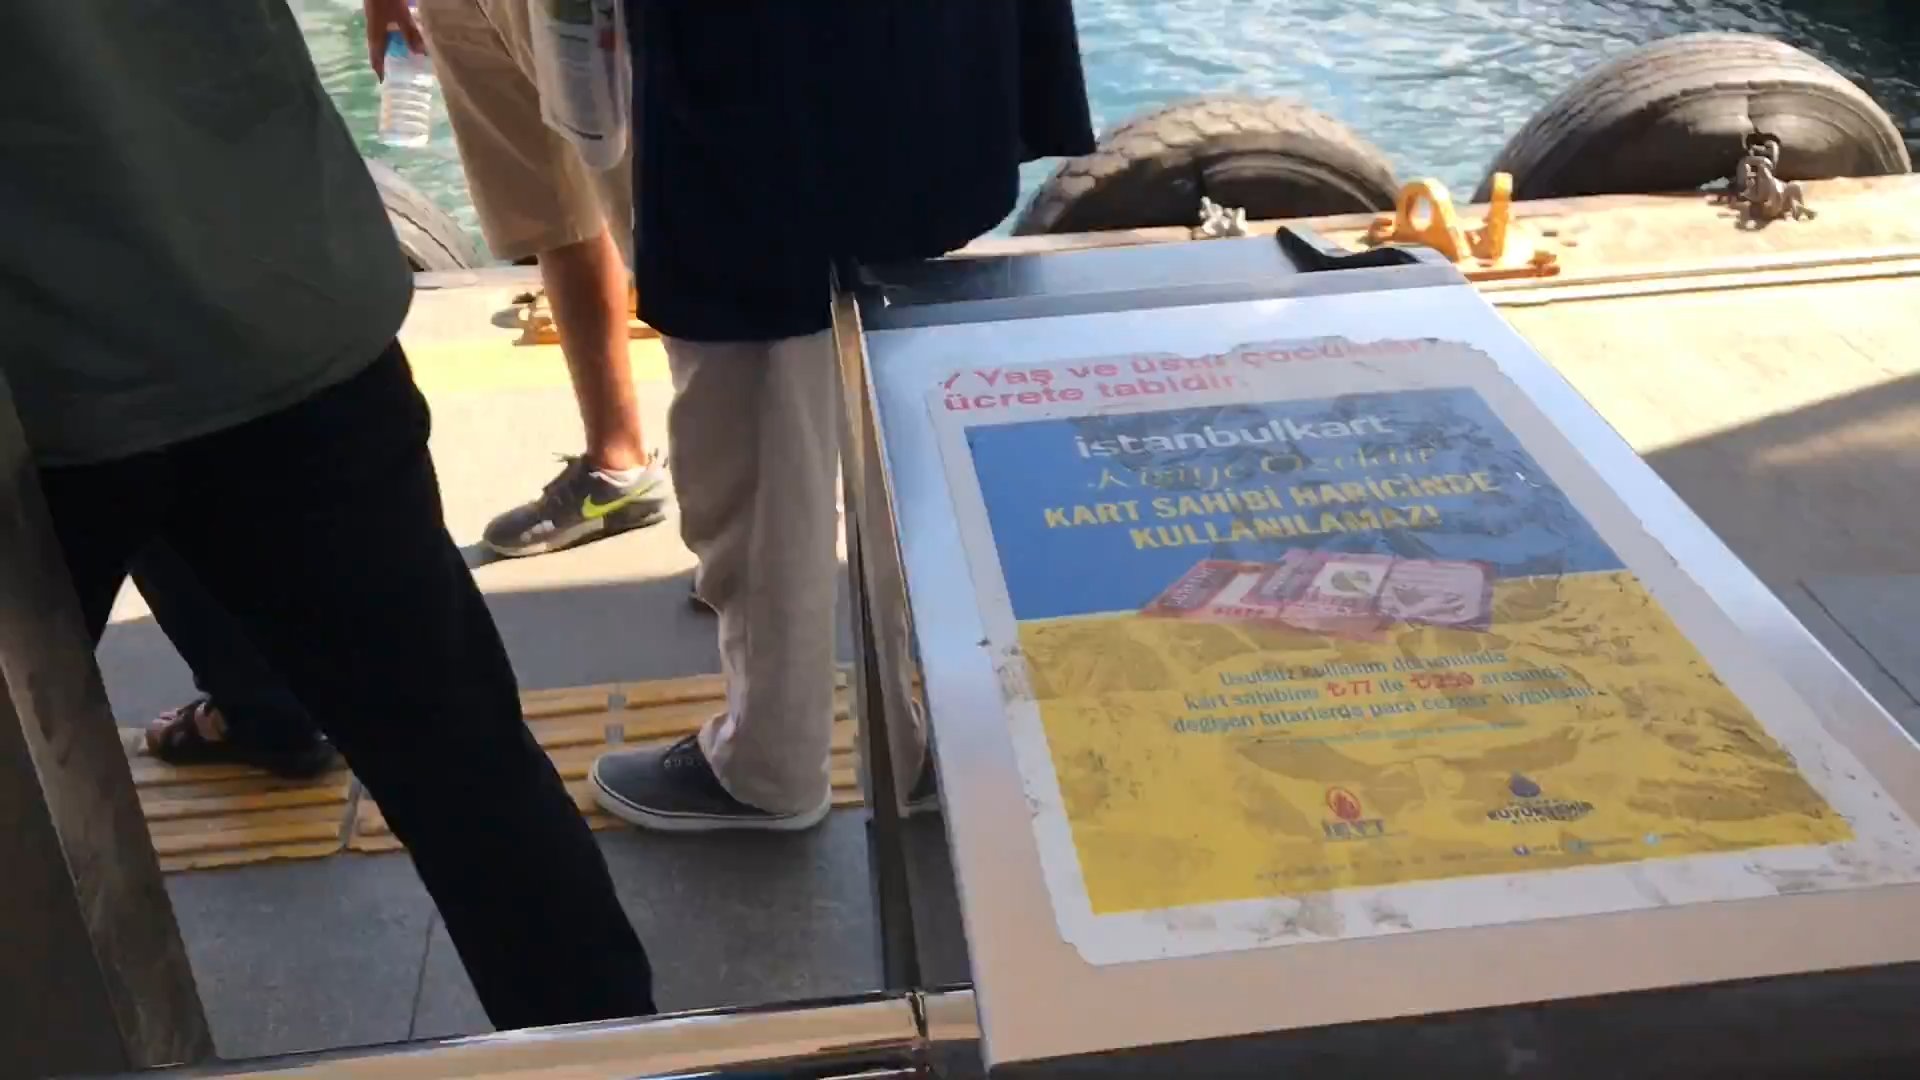 7 Yaş ve üstü çocuklar
ücrete tabidir.
istanbulkart
Kişiye Özeldir
KART SAHİBİ HARİCİNDE
KULLANILAMAZ!
Usulsüz kullanım durumunda
kart sahibine ₺77 ile ₺250 arasında
değişen tutarlarda para cezası uygulanır.
İETT
BÜYÜKŞEHİR